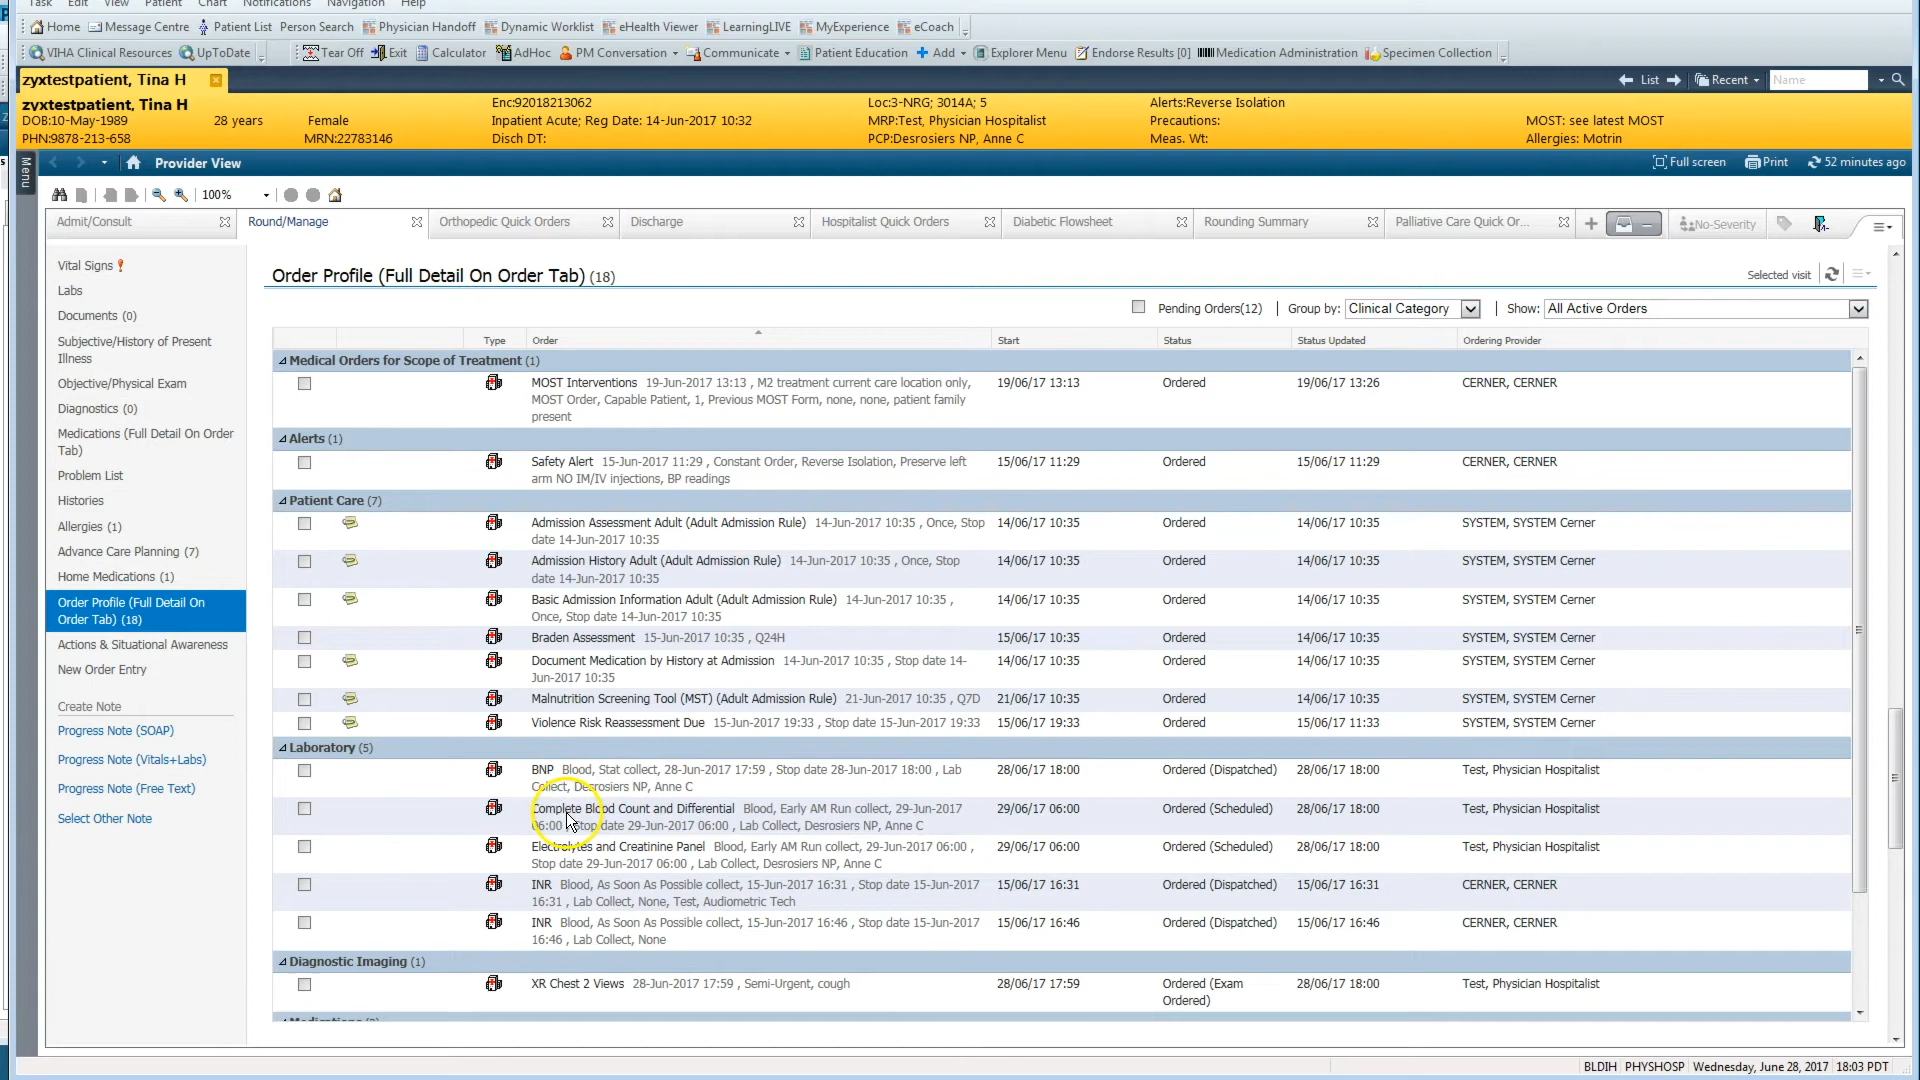 Task Edit View Patient Chart Notifications Navigation Help
Home Message Centre Patient List Person Search Physician Handoff Dynamic Worklist eHealth Viewer LearningLIVE MyExperience eCoach
VIHA Clinical Resources UpToDate Tear Off Exit Calculator AdHoc PM Conversation Communicate Patient Education Add Explorer Menu Endorse Results [0] Medication Administration Specimen Collection
zyxtestpatient, Tina H List Recent Name
zyxtestpatient, Tina H Enc:92018213062 Loc:3-NRG; 3014A; 5 Alerts:Reverse Isolation
DOB:10-May-1989 28 years Female Inpatient Acute; Reg Date: 14-Jun-2017 10:32 MRP:Test, Physician Hospitalist Precautions: MOST: see latest MOST
PHN:9878-213-658 MRN:22783146 Disch DT: PCP:Desrosiers NP, Anne C Meas. Wt: Allergies: Motrin
Menu
Provider View Full screen Print 52 minutes ago
100%
Admit/Consult Round/Manage Orthopedic Quick Orders Discharge Hospitalist Quick Orders Diabetic Flowsheet Rounding Summary Palliative Care Quick Or... No-Severity
Vital Signs
Labs
Documents (0)
Subjective/History of Present
Illness
Objective/Physical Exam
Diagnostics (0)
Medications (Full Detail On Order
Tab)
Problem List
Histories
Allergies (1)
Advance Care Planning (7)
Home Medications (1)
Order Profile (Full Detail On
Order Tab) (18)
Actions & Situational Awareness
New Order Entry
Create Note
Progress Note (SOAP)
Progress Note (Vitals+Labs)
Progress Note (Free Text)
Select Other Note
Order Profile (Full Detail On Order Tab) (18) Selected visit
Pending Orders(12) | Group by: Clinical Category | Show: All Active Orders
Type Order Start Status Status Updated Ordering Provider
Medical Orders for Scope of Treatment (1)
MOST Interventions 19-Jun-2017 13:13 , M2 treatment current care location only, 19/06/17 13:13 Ordered 19/06/17 13:26 CERNER, CERNER
MOST Order, Capable Patient, 1, Previous MOST Form, none, none, patient family
present
Alerts (1)
Safety Alert 15-Jun-2017 11:29 , Constant Order, Reverse Isolation, Preserve left 15/06/17 11:29 Ordered 15/06/17 11:29 CERNER, CERNER
arm NO IM/IV injections, BP readings
Patient Care (7)
Admission Assessment Adult (Adult Admission Rule) 14-Jun-2017 10:35 , Once, Stop 14/06/17 10:35 Ordered 14/06/17 10:35 SYSTEM, SYSTEM Cerner
date 14-Jun-2017 10:35
Admission History Adult (Adult Admission Rule) 14-Jun-2017 10:35 , Once, Stop 14/06/17 10:35 Ordered 14/06/17 10:35 SYSTEM, SYSTEM Cerner
date 14-Jun-2017 10:35
Basic Admission Information Adult (Adult Admission Rule) 14-Jun-2017 10:35 , 14/06/17 10:35 Ordered 14/06/17 10:35 SYSTEM, SYSTEM Cerner
Once, Stop date 14-Jun-2017 10:35
Braden Assessment 15-Jun-2017 10:35 , Q24H 15/06/17 10:35 Ordered 14/06/17 10:35 SYSTEM, SYSTEM Cerner
Document Medication by History at Admission 14-Jun-2017 10:35 , Stop date 14- 14/06/17 10:35 Ordered 14/06/17 10:35 SYSTEM, SYSTEM Cerner
Jun-2017 10:35
Malnutrition Screening Tool (MST) (Adult Admission Rule) 21-Jun-2017 10:35 , Q7D 21/06/17 10:35 Ordered 14/06/17 10:35 SYSTEM, SYSTEM Cerner
Violence Risk Reassessment Due 15-Jun-2017 19:33 , Stop date 15-Jun-2017 19:33 15/06/17 19:33 Ordered 15/06/17 11:33 SYSTEM, SYSTEM Cerner
Laboratory (5)
BNP Blood, Stat collect, 28-Jun-2017 17:59 , Stop date 28-Jun-2017 18:00 , Lab 28/06/17 18:00 Ordered (Dispatched) 28/06/17 18:00 Test, Physician Hospitalist
Collect, Desrosiers NP, Anne C
Complete Blood Count and Differential Blood, Early AM Run collect, 29-Jun-2017 29/06/17 06:00 Ordered (Scheduled) 28/06/17 18:00 Test, Physician Hospitalist
06:00 , Stop date 29-Jun-2017 06:00 , Lab Collect, Desrosiers NP, Anne C
Electrolytes and Creatinine Panel Blood, Early AM Run collect, 29-Jun-2017 06:00 , 29/06/17 06:00 Ordered (Scheduled) 28/06/17 18:00 Test, Physician Hospitalist
Stop date 29-Jun-2017 06:00 , Lab Collect, Desrosiers NP, Anne C
INR Blood, As Soon As Possible collect, 15-Jun-2017 16:31 , Stop date 15-Jun-2017 15/06/17 16:31 Ordered (Dispatched) 15/06/17 16:31 CERNER, CERNER
16:31 , Lab Collect, None, Test, Audiometric Tech
INR Blood, As Soon As Possible collect, 15-Jun-2017 16:46 , Stop date 15-Jun-2017 15/06/17 16:46 Ordered (Dispatched) 15/06/17 16:46 CERNER, CERNER
16:46 , Lab Collect, None
Diagnostic Imaging (1)
XR Chest 2 Views 28-Jun-2017 17:59 , Semi-Urgent, cough 28/06/17 17:59 Ordered (Exam 28/06/17 18:00 Test, Physician Hospitalist
Ordered)
BLDIH PHYSHOSP Wednesday, June 28, 2017 18:03 PDT